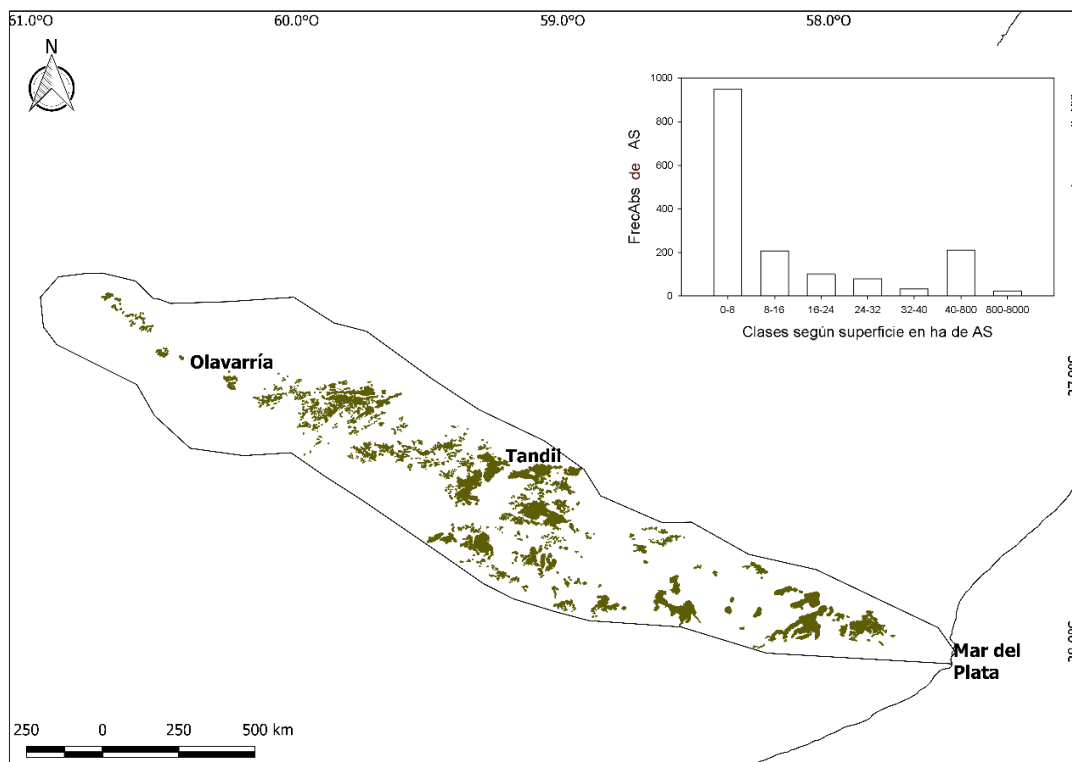 60.0ºO
59.0ºO
58.0ºO
N
1000
800
600
400
200
0
FrecAbs de AS
0-8
8-16
16-24
24-32
32-40
40-800
800-8000
Clases según superficie en ha de AS
Olavarría
Tandil
Mar del
Plata
250 0 250 500 km